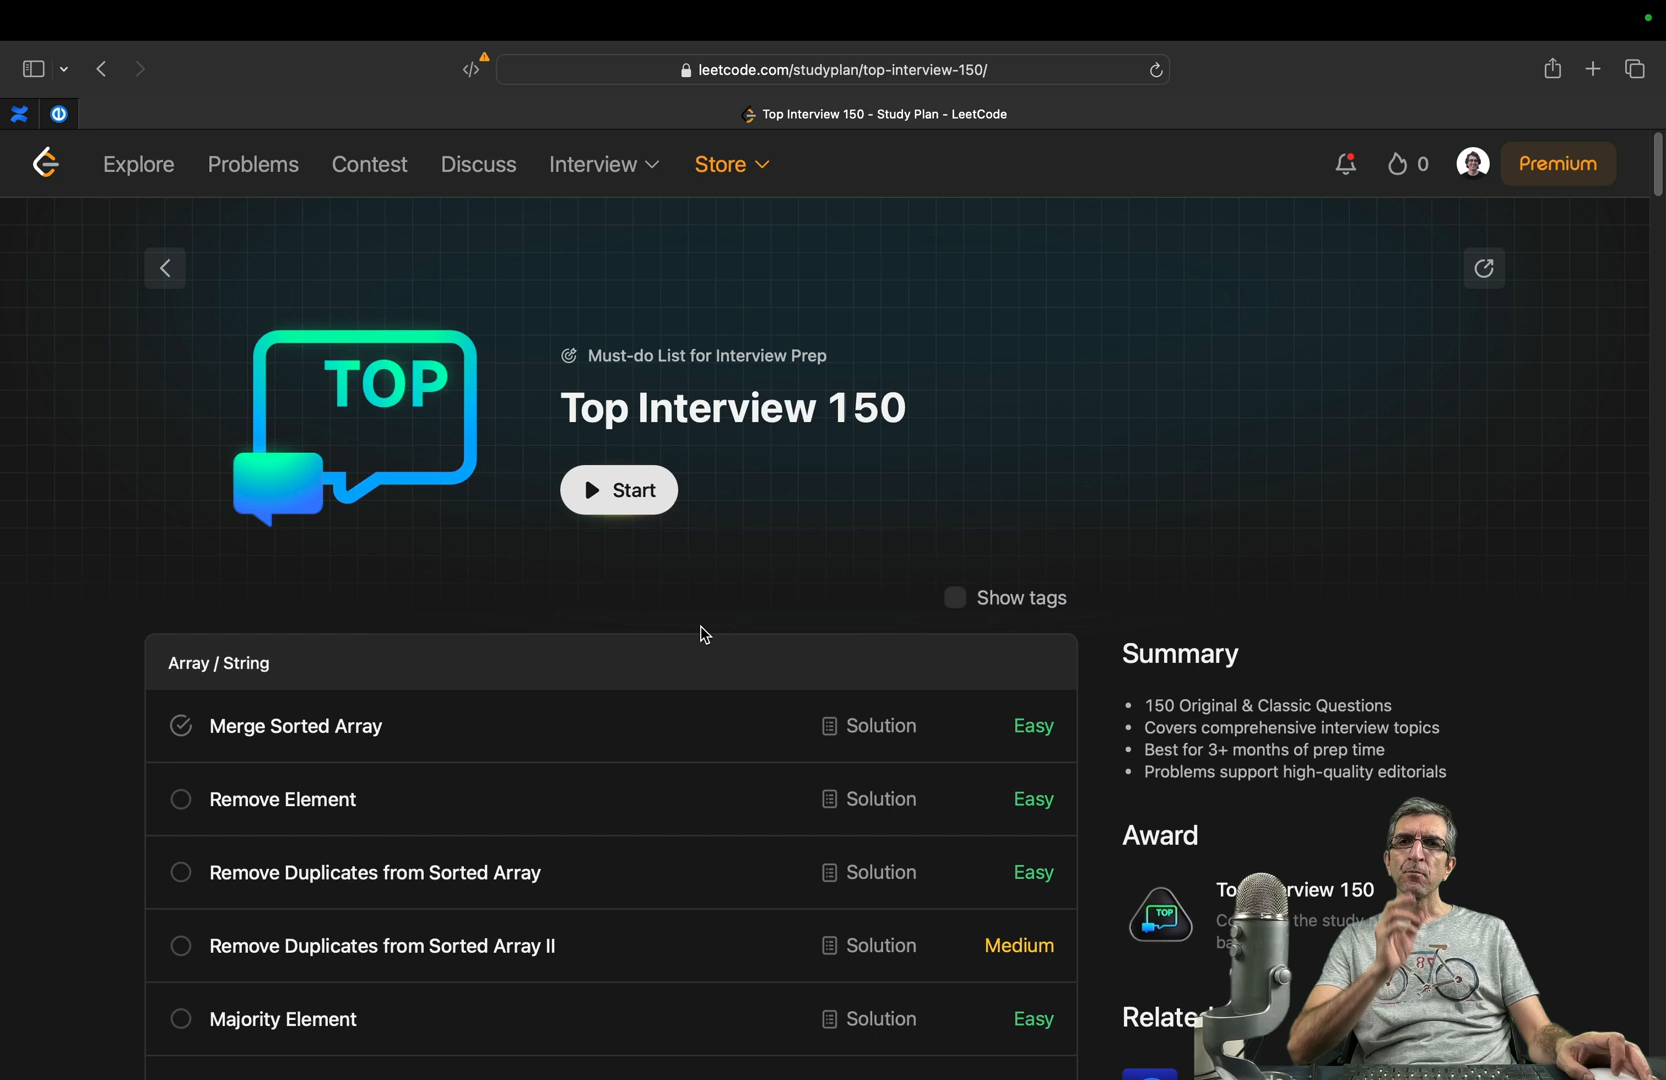 leetcode.com/studyplan/top-interview-150/
Top Interview 150 - Study Plan - LeetCode
Explore Problems Contest Discuss Interview Store 0 Premium
TOP
Must-do List for Interview Prep
Top Interview 150
Start
Show tags
Array / String
Merge Sorted Array Solution Easy
Remove Element Solution Easy
Remove Duplicates from Sorted Array Solution Easy
Remove Duplicates from Sorted Array II Solution Medium
Majority Element Solution Easy
Summary
• 150 Original & Classic Questions
• Covers comprehensive interview topics
• Best for 3+ months of prep time
• Problems support high-quality editorials
Award
TOP
150
the
87